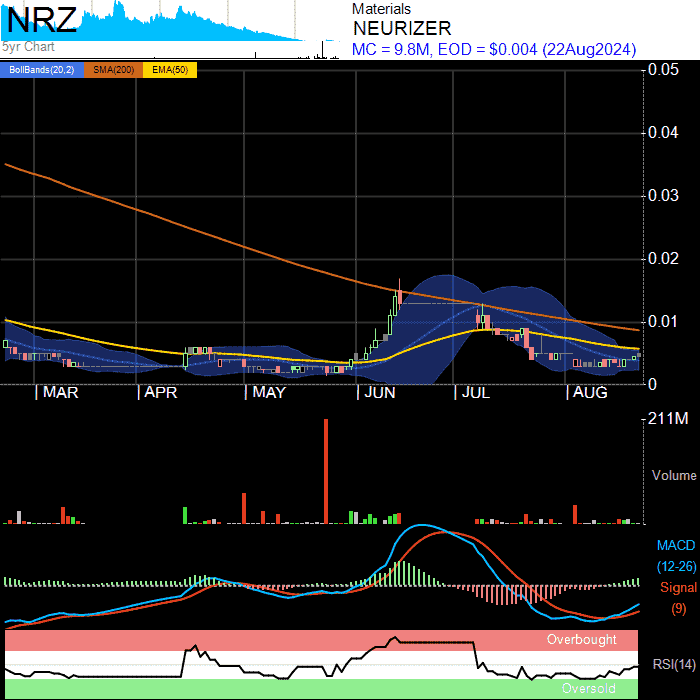 NRZ
5yr Chart
Materials
NEURIZER
MC = 9.8M, EOD = $0.004 (22Aug2024)
BollBands(20,2) SMA(200) EMA(50)
0.05
0.04
0.03
0.02
0.01
0
MAR APR MAY JUN JUL AUG
211M
Volume
MACD
(12-26)
Signal
(9)
Overbought
RSI(14)
Oversold